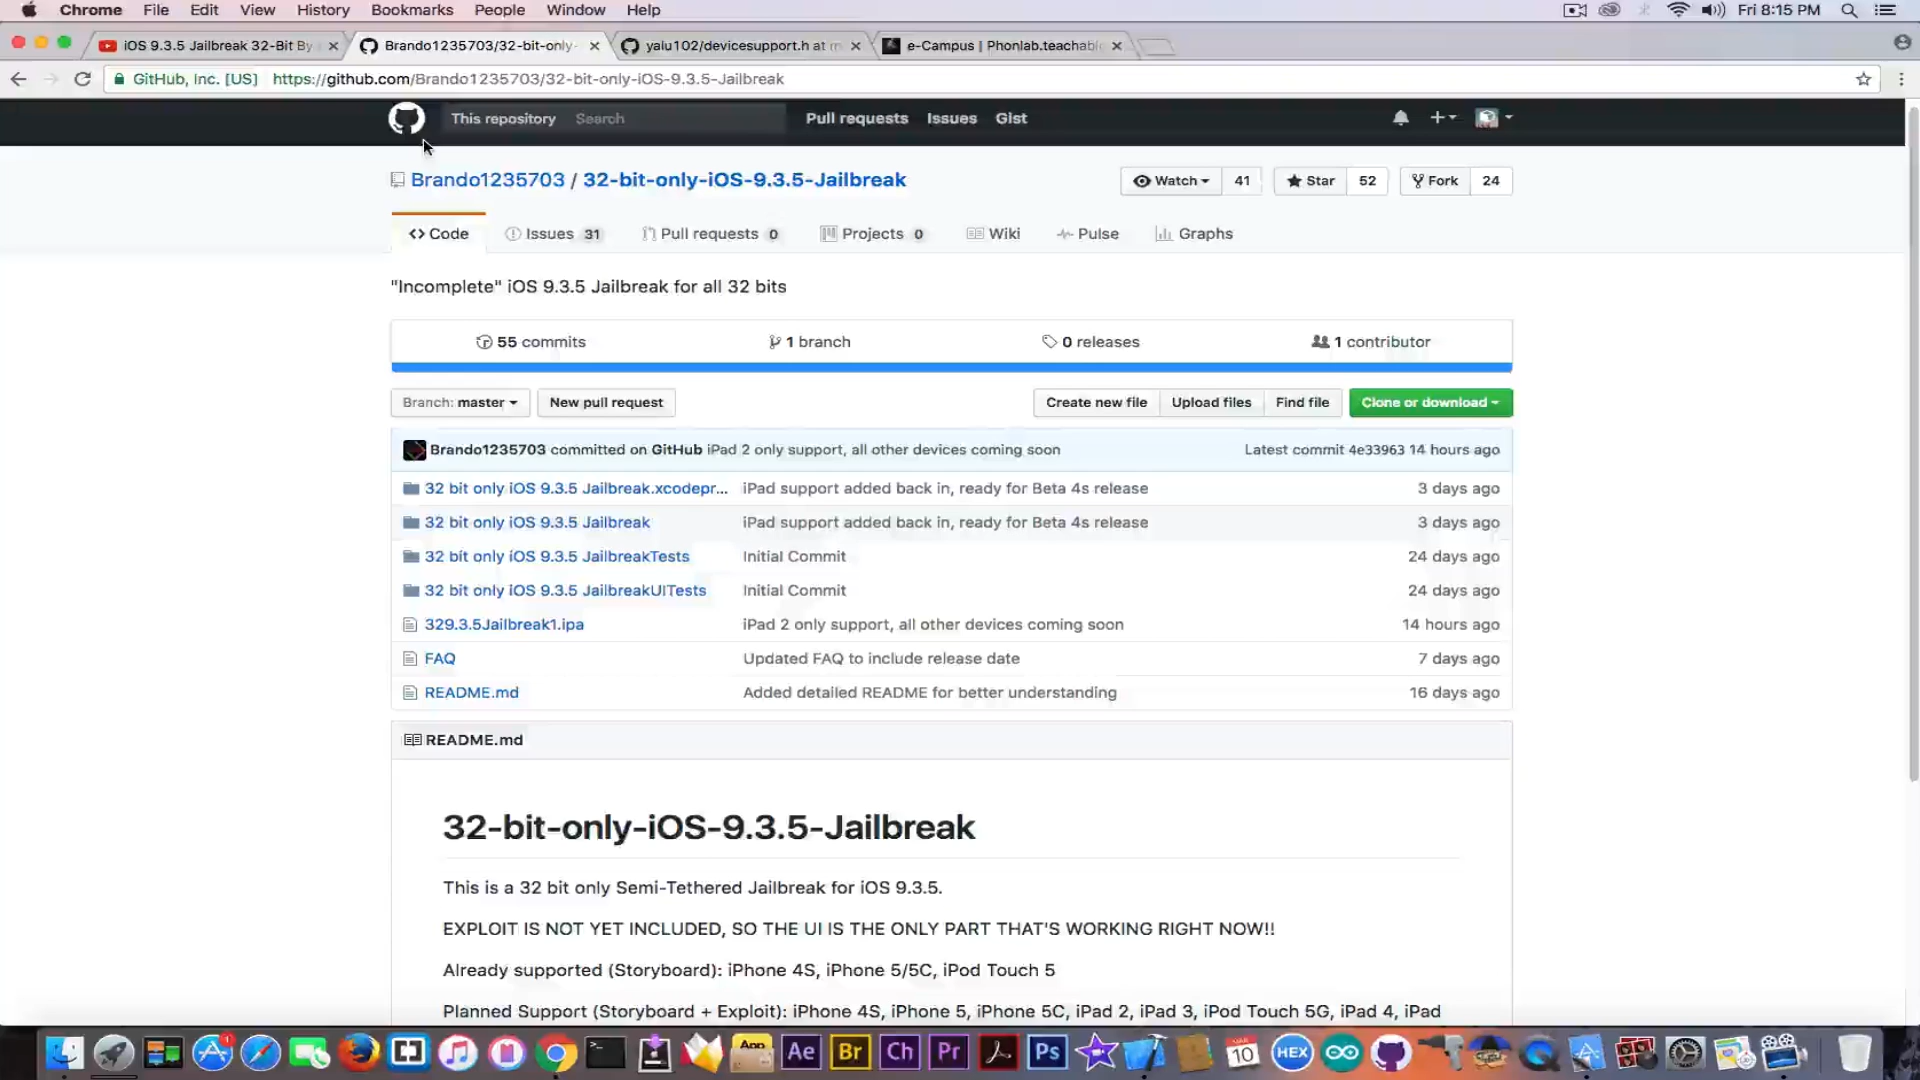 Chrome File Edit View History Bookmarks People Window Help Fri 8:15 PM
iOS 9.3.5 Jailbreak 32-Bit By Brando1235703/32-bit-only- yalu102/devicesupport.h at m e-Campus | Phonlab.teachabl
GitHub, Inc. [US] https://github.com/Brando1235703/32-bit-only-iOS-9.3.5-Jailbreak
This repository Search Pull requests Issues Gist
Brando1235703 / 32-bit-only-iOS-9.3.5-Jailbreak Watch 41 Star 52 Fork 24
Code Issues 31 Pull requests 0 Projects 0 Wiki Pulse Graphs
"Incomplete" iOS 9.3.5 Jailbreak for all 32 bits
55 commits 1 branch 0 releases 1 contributor
Branch: master New pull request Create new file Upload files Find file Clone or download
Brando1235703 committed on GitHub iPad 2 only support, all other devices coming soon Latest commit 4e33963 14 hours ago
32 bit only iOS 9.3.5 Jailbreak.xcodepr... iPad support added back in, ready for Beta 4s release 3 days ago
32 bit only iOS 9.3.5 Jailbreak iPad support added back in, ready for Beta 4s release 3 days ago
32 bit only iOS 9.3.5 JailbreakTests Initial Commit 24 days ago
32 bit only iOS 9.3.5 JailbreakUITests Initial Commit 24 days ago
329.3.5Jailbreak1.ipa iPad 2 only support, all other devices coming soon 14 hours ago
FAQ Updated FAQ to include release date 7 days ago
README.md Added detailed README for better understanding 16 days ago
README.md
32-bit-only-iOS-9.3.5-Jailbreak
This is a 32 bit only Semi-Tethered Jailbreak for iOS 9.3.5.
EXPLOIT IS NOT YET INCLUDED, SO THE UI IS THE ONLY PART THAT'S WORKING RIGHT NOW!!
Already supported (Storyboard): iPhone 4S, iPhone 5/5C, iPod Touch 5
Planned Support (Storyboard + Exploit): iPhone 4S, iPhone 5, iPhone 5C, iPad 2, iPad 3, iPod Touch 5G, iPad 4, iPad
App Ae Br Ch Pr Ps MAR 10 HEX